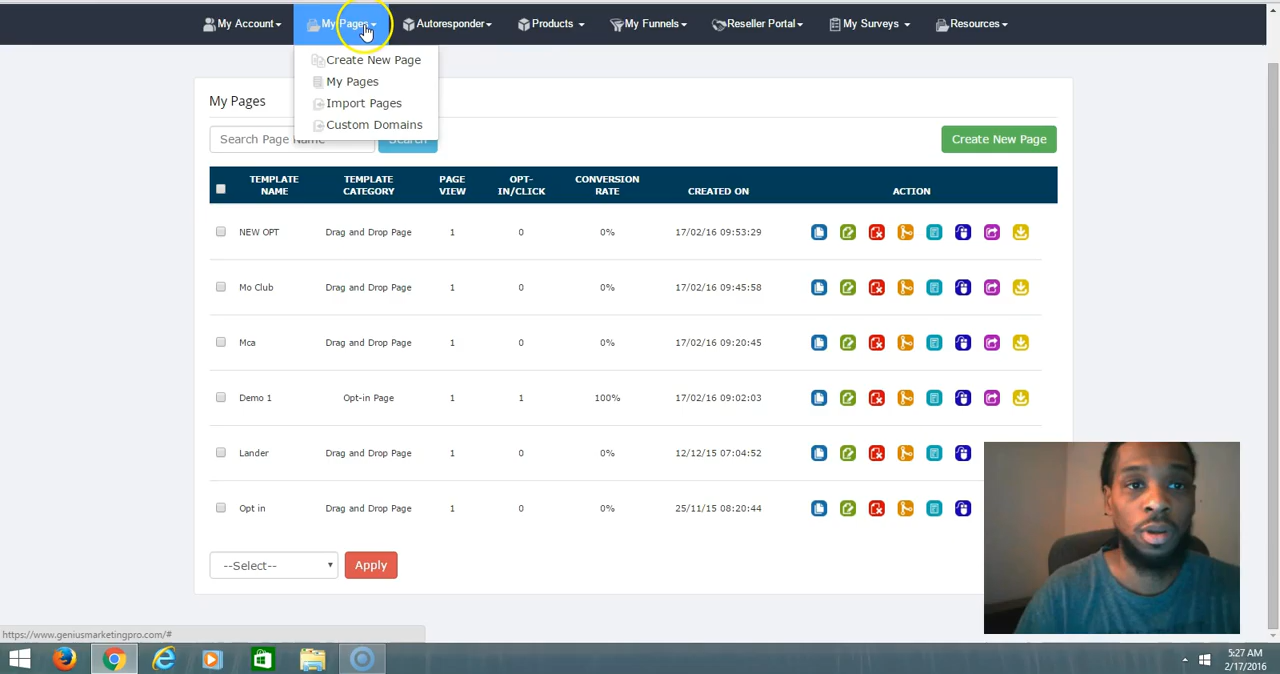 My Account My Pages Autoresponder Products My Funnels Reseller Portal My Surveys Resources
Create New Page
My Pages
Import Pages
Custom Domains
My Pages
Search Page Name Search Create New Page
TEMPLATE NAME TEMPLATE CATEGORY PAGE VIEW OPT-IN/CLICK CONVERSION RATE CREATED ON ACTION
NEW OPT Drag and Drop Page 1 0 0% 17/02/16 09:53:29
Mo Club Drag and Drop Page 1 0 0% 17/02/16 09:45:58
Mca Drag and Drop Page 1 0 0% 17/02/16 09:20:45
Demo 1 Opt-in Page 1 1 100% 17/02/16 09:02:03
Lander Drag and Drop Page 1 0 0% 12/12/15 07:04:52
Opt in Drag and Drop Page 1 0 0% 25/11/15 08:20:44
--Select-- Apply
https://www.geniusmarketingpro.com/#
5:27 AM
2/17/2016